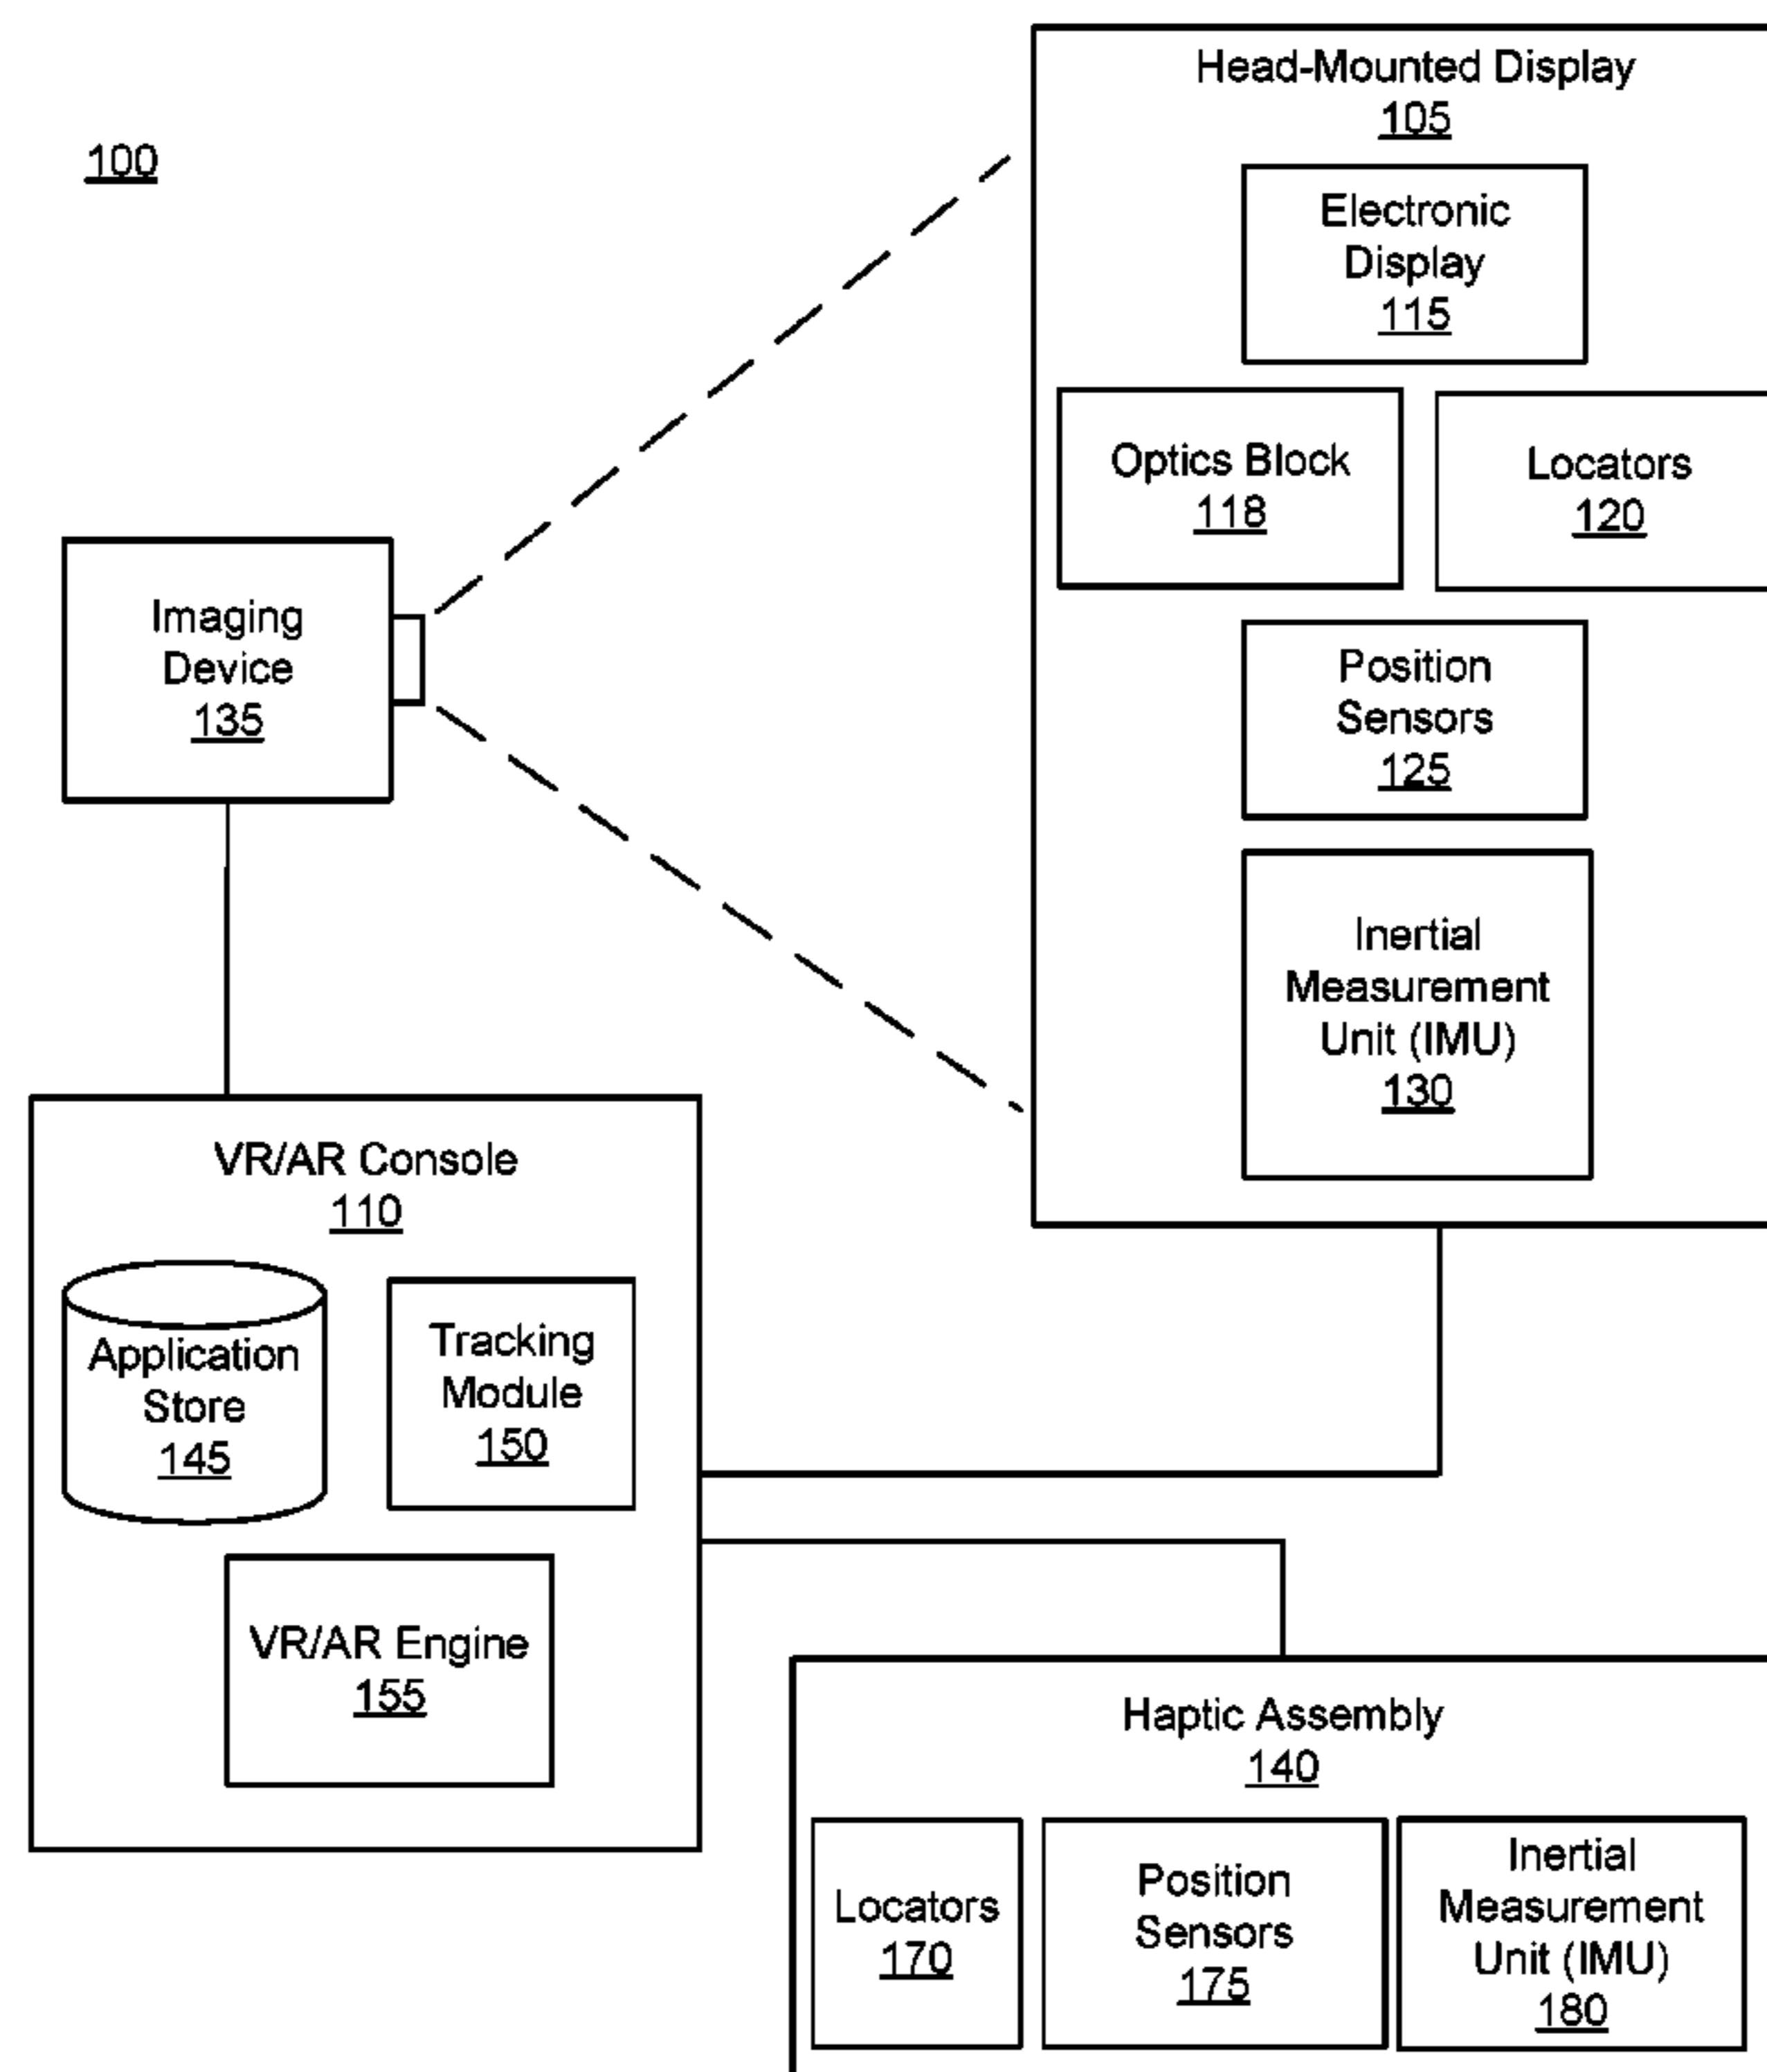 100
Head-Mounted Display
105
Electronic
Display
115
Optics Block
118
Locators
120
Imaging
Device
135
Position
Sensors
125
Inertial
Measurement
Unit (IMU)
130
VR/AR Console
110
Application
Store
145
Tracking
Module
150
VR/AR Engine
155
Haptic Assembly
140
Locators
170
Position
Sensors
175
Inertial
Measurement
Unit (IMU)
180